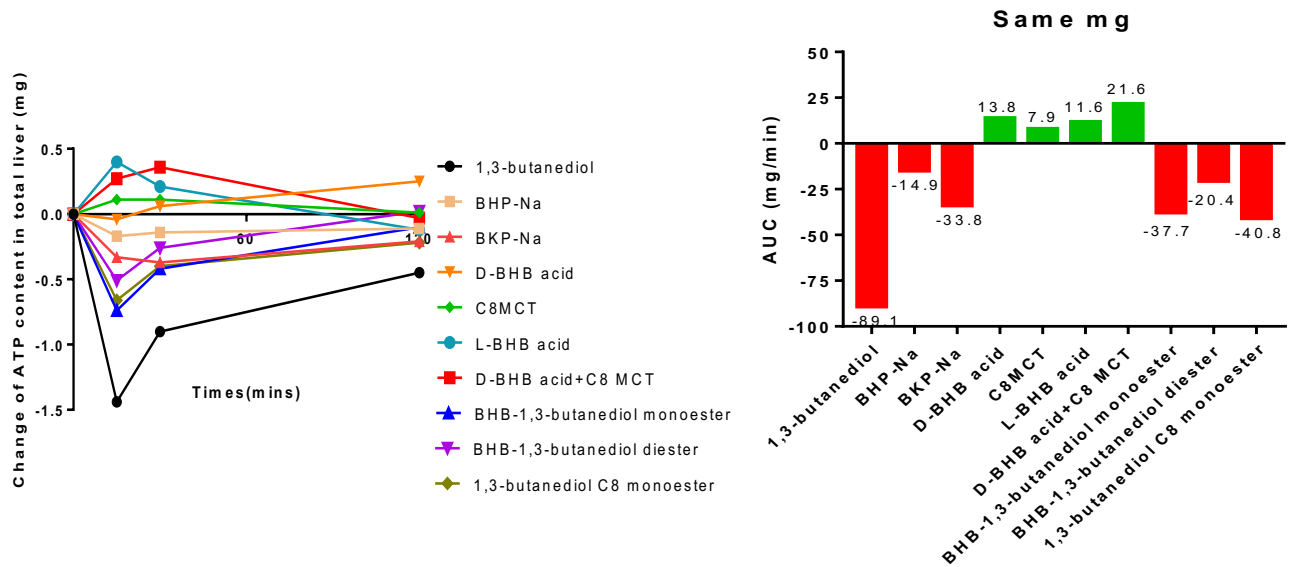 Change of ATP content in total liver (mg)
0.5
0.0
-0.5
-1.0
-1.5
60
120
Times(mins)
1,3-butanediol
BHP-Na
BKP-Na
D-BHB acid
C8MCT
L-BHB acid
D-BHB acid+C8 MCT
BHB-1,3-butanediol monoester
BHB-1,3-butanediol diester
1,3-butanediol C8 monoester
Same mg
AUC (mg/min)
50
25
0
-25
-50
-75
-100
-89.1
-14.9
-33.8
13.8
7.9
11.6
21.6
-37.7
-20.4
-40.8
1,3-butanediol
BHP-Na
BKP-Na
D-BHB acid
C8MCT
L-BHB acid
D-BHB acid+C8 MCT
BHB-1,3-butanediol monoester
BHB-1,3-butanediol diester
1,3-butanediol C8 monoester